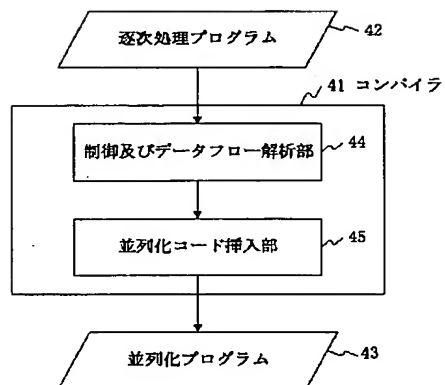 逐次処理プログラム 42
41 コンパイラ
制御及びデータフロー解析部 44
並列化コード挿入部 45
並列化プログラム 43